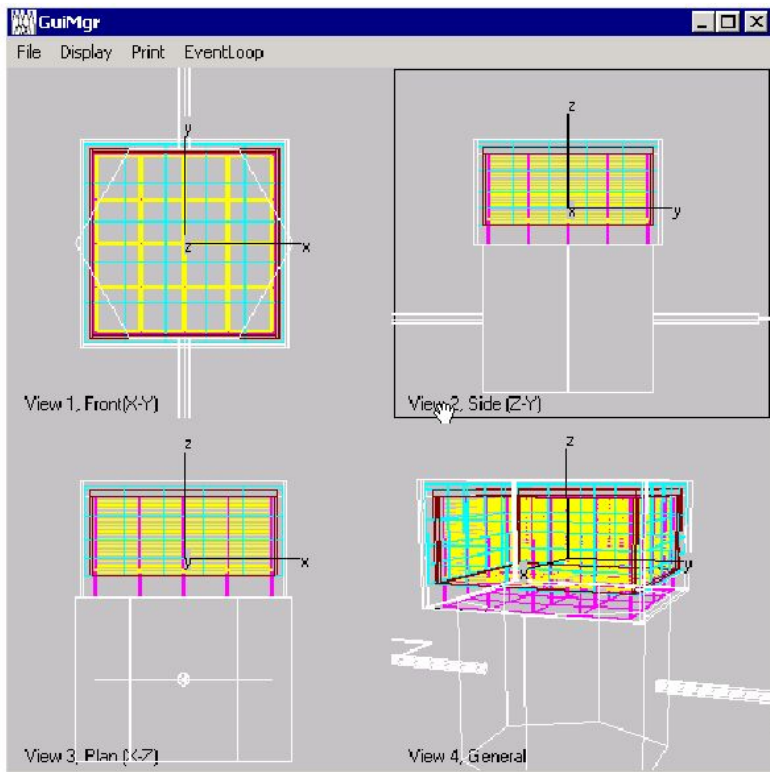 GuiMgr
File Display Print EventLoop
y
z
x
View 1, Front(X-Y)
z
x
y
View 2, Side (Z-Y)
z
y
x
View 3, Plan (X-Z)
z
x
y
View 4, General